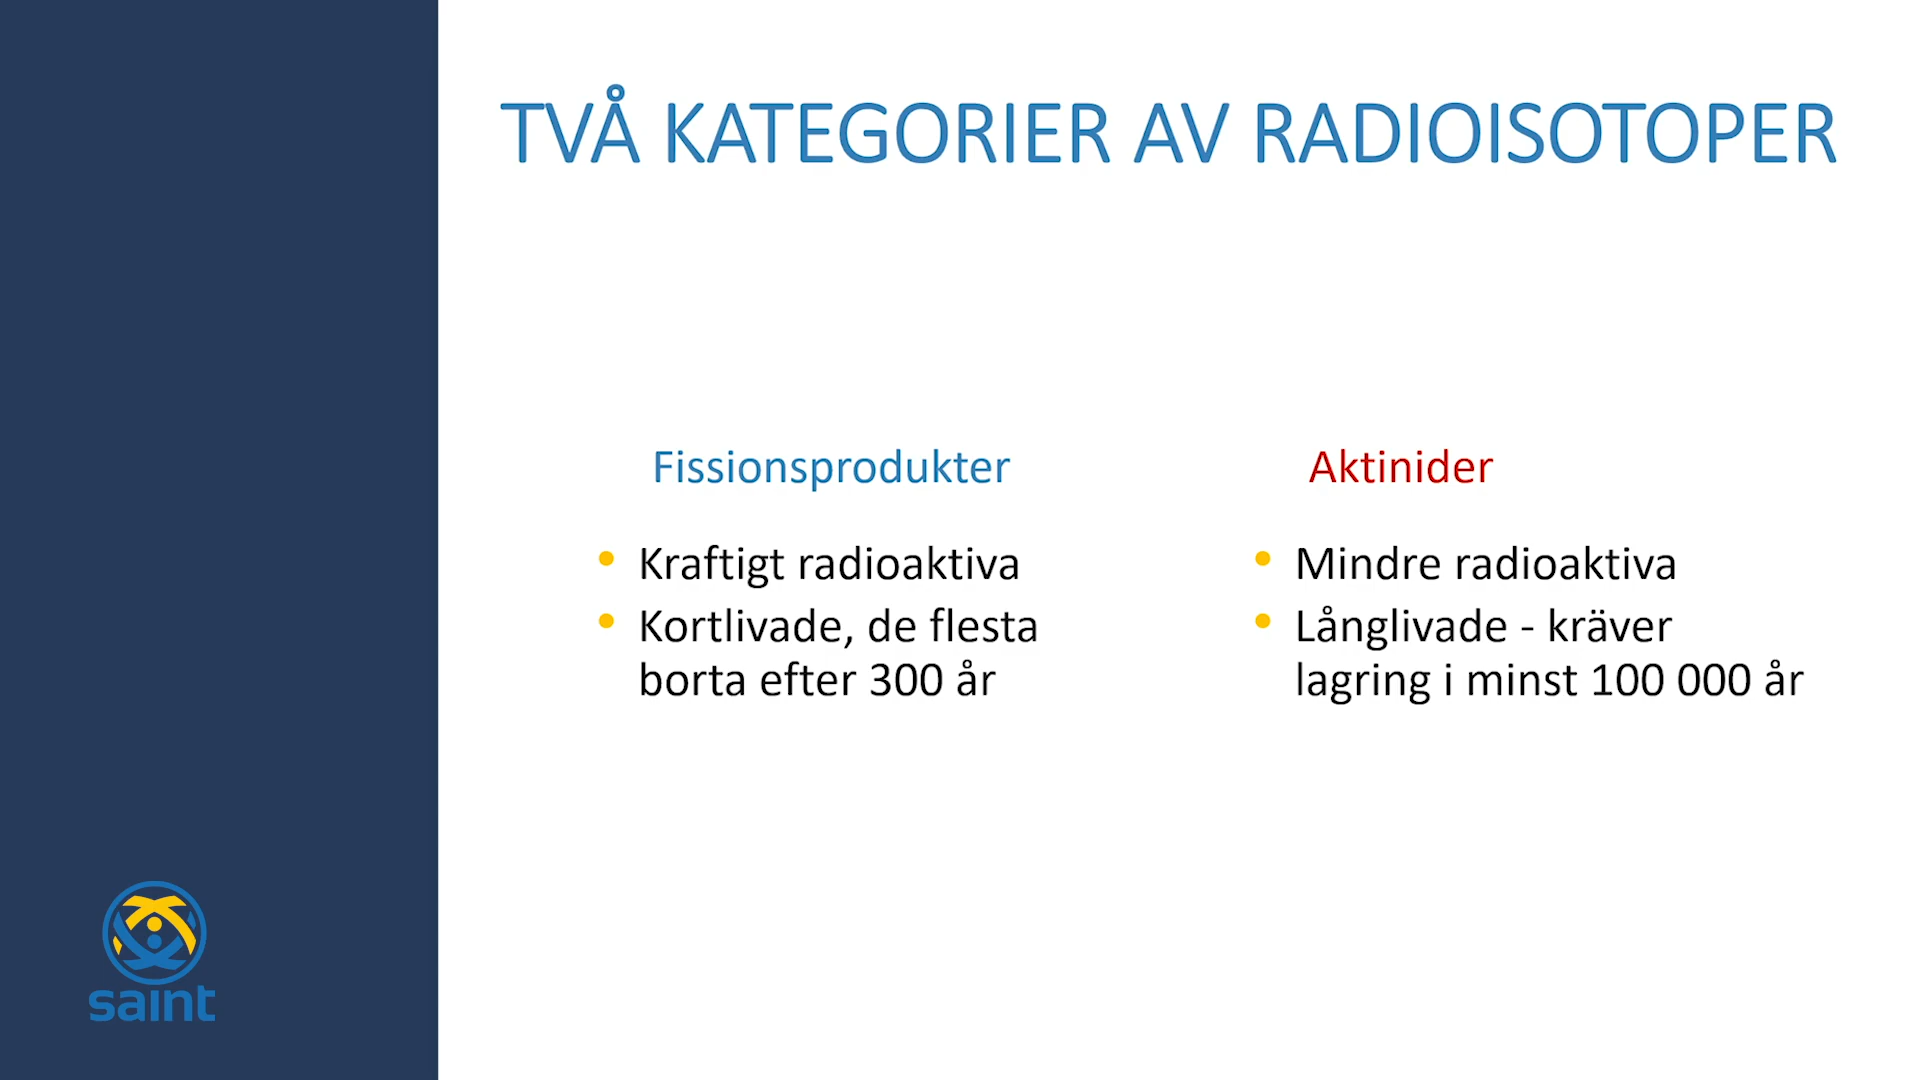 TVÅ KATEGORIER AV RADIOISOTOPER
Fissionsprodukter
• Kraftigt radioaktiva
• Kortlivade, de flesta
borta efter 300 år
Aktinider
• Mindre radioaktiva
• Långlivade - kräver
lagring i minst 100 000 år
saint